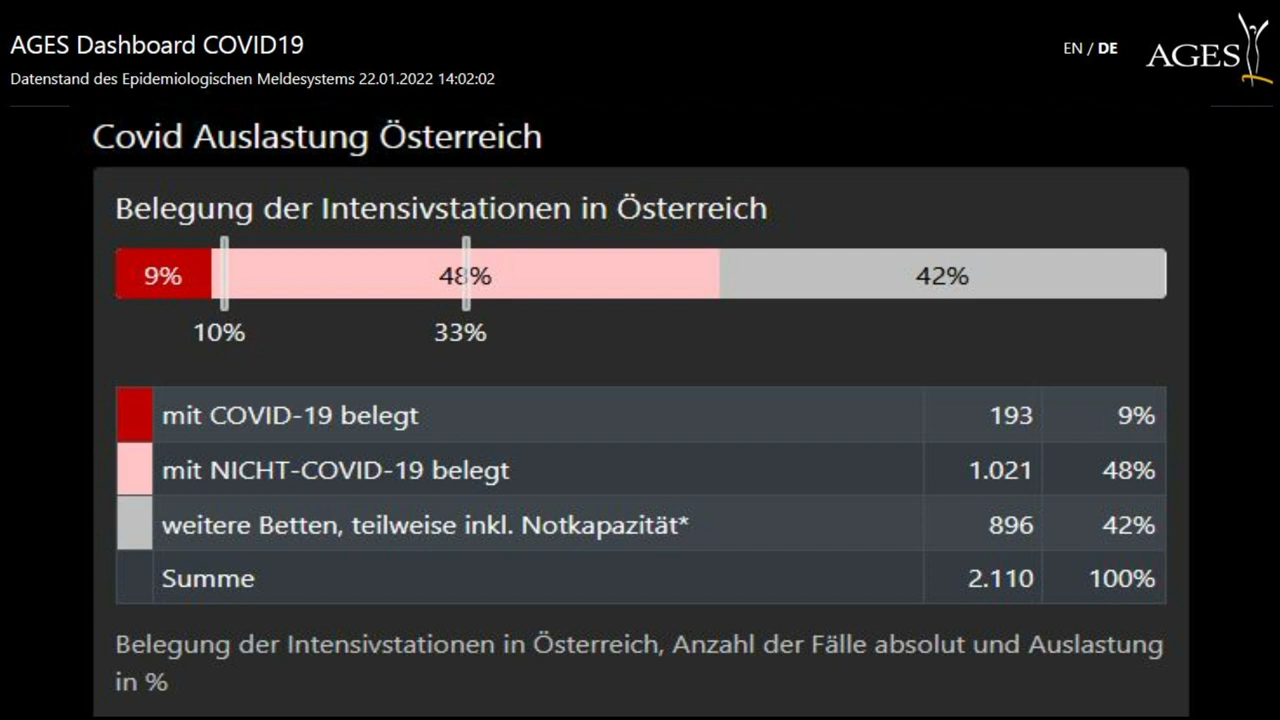 AGES Dashboard COVID19
EN / DE
AGES
Datenstand des Epidemiologischen Meldesystems 22.01.2022 14:02:02
Covid Auslastung Österreich
Belegung der Intensivstationen in Österreich
9% 48% 42%
10% 33%
mit COVID-19 belegt 193 9%
mit NICHT-COVID-19 belegt 1.021 48%
weitere Betten, teilweise inkl. Notkapazität* 896 42%
Summe 2.110 100%
Belegung der Intensivstationen in Österreich, Anzahl der Fälle absolut und Auslastung
in %